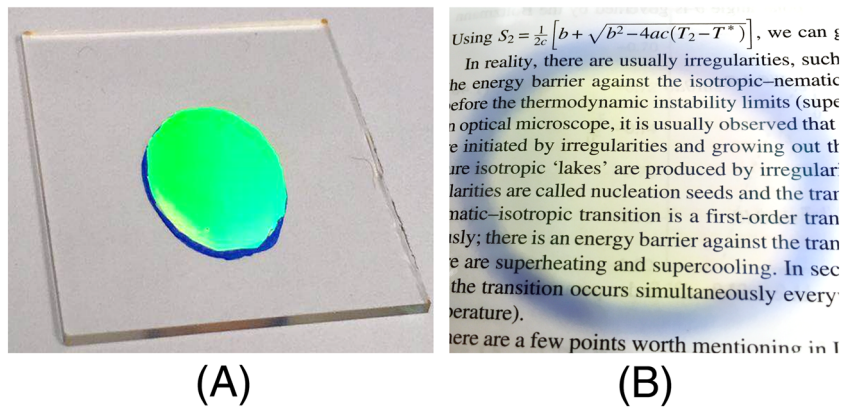 Using S₂ = 1/2c [b + √b²−4ac(T₂−T*)], we can g
In reality, there are usually irregularities, such
he energy barrier against the isotropic–nematic
efore the thermodynamic instability limits (supe
n optical microscope, it is usually observed that
e initiated by irregularities and growing out th
ure isotropic 'lakes' are produced by irregular
larities are called nucleation seeds and the tran
matic–isotropic transition is a first-order tran
usly; there is an energy barrier against the tran
e are superheating and supercooling. In sec
the transition occurs simultaneously every
perature).
here are a few points worth mentioning in
(A)
(B)